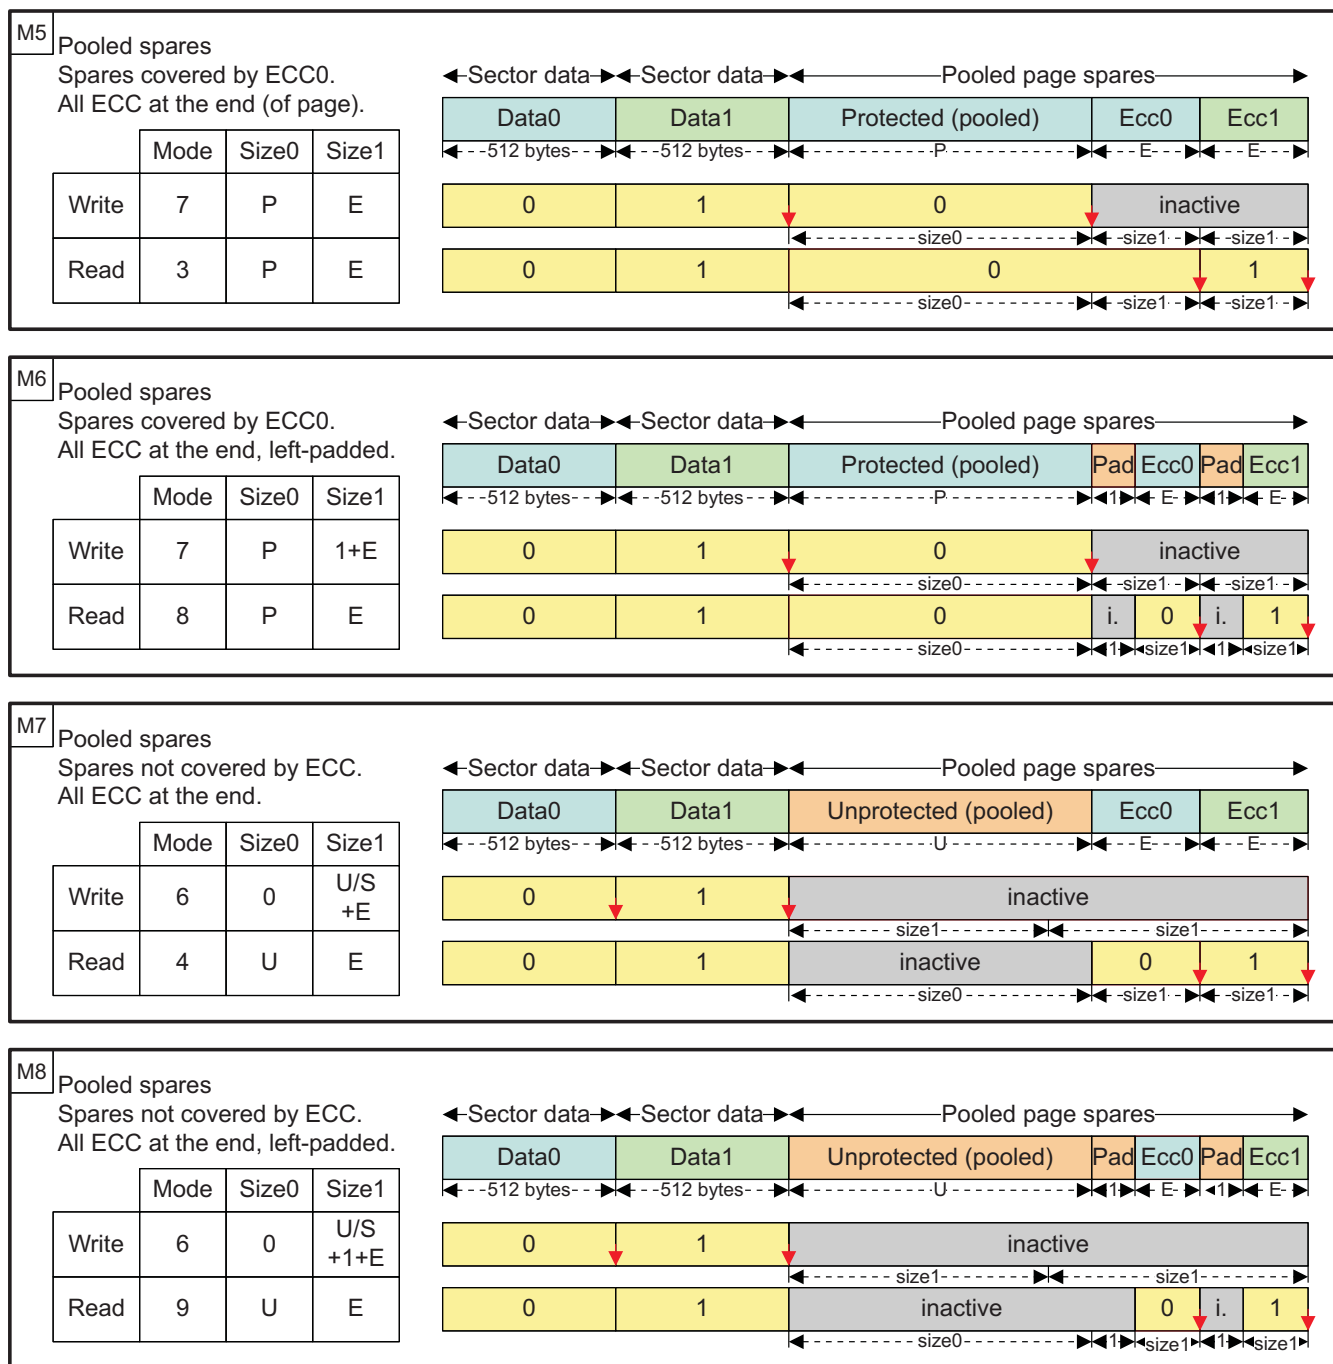 M5
Pooled spares
Spares covered by ECC0.
All ECC at the end (of page).
Mode Size0 Size1
Write 7 P E
Read 3 P E
Sector data Sector data Pooled page spares
Data0 Data1 Protected (pooled) Ecc0 Ecc1
512 bytes 512 bytes P E E
0 1 0 inactive
size0 size1 size1
0 1 0 1
size0 size1 size1
M6
Pooled spares
Spares covered by ECC0.
All ECC at the end, left-padded.
Mode Size0 Size1
Write 7 P 1+E
Read 8 P E
Sector data Sector data Pooled page spares
Data0 Data1 Protected (pooled) Pad Ecc0 Pad Ecc1
512 bytes 512 bytes P 1 E 1 E
0 1 0 inactive
size0 size1 size1
0 1 0 i. 0 i. 1
size0 1 size1 1 size1
M7
Pooled spares
Spares not covered by ECC.
All ECC at the end.
Mode Size0 Size1
Write 6 0 U/S
+E
Read 4 U E
Sector data Sector data Pooled page spares
Data0 Data1 Unprotected (pooled) Ecc0 Ecc1
512 bytes 512 bytes U E E
0 1 inactive
size1 size1
0 1 inactive 0 1
size0 size1 size1
M8
Pooled spares
Spares not covered by ECC.
All ECC at the end, left-padded.
Mode Size0 Size1
Write 6 0 U/S
+1+E
Read 9 U E
Sector data Sector data Pooled page spares
Data0 Data1 Unprotected (pooled) Pad Ecc0 Pad Ecc1
512 bytes 512 bytes U 1 E 1 E
0 1 inactive
size1 size1
0 1 inactive 0 i. 1
size0 1 size1 1 size1